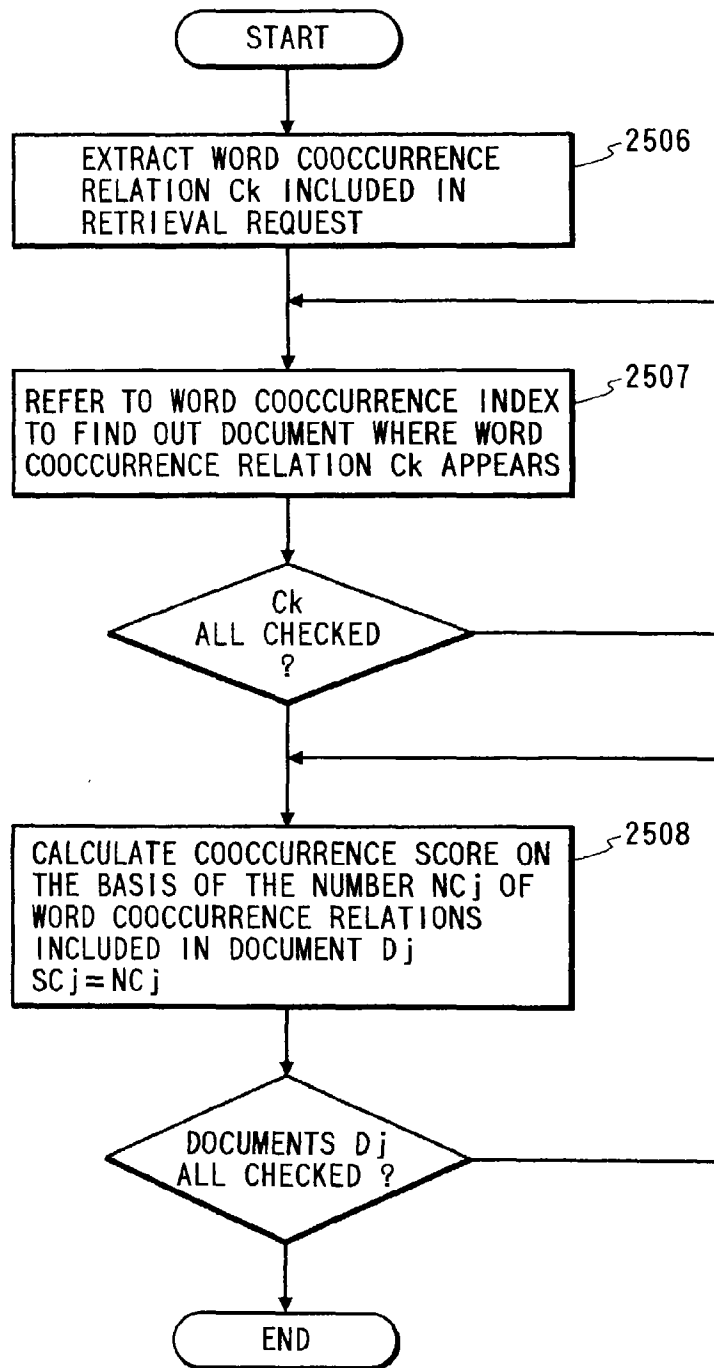 START
2506
EXTRACT WORD COOCCURRENCE
RELATION Ck INCLUDED IN
RETRIEVAL REQUEST
2507
REFER TO WORD COOCCURRENCE INDEX
TO FIND OUT DOCUMENT WHERE WORD
COOCCURRENCE RELATION Ck APPEARS
Ck
ALL CHECKED
?
2508
CALCULATE COOCCURRENCE SCORE ON
THE BASIS OF THE NUMBER NCj OF
WORD COOCCURRENCE RELATIONS
INCLUDED IN DOCUMENT Dj
SCj=NCj
DOCUMENTS Dj
ALL CHECKED ?
END